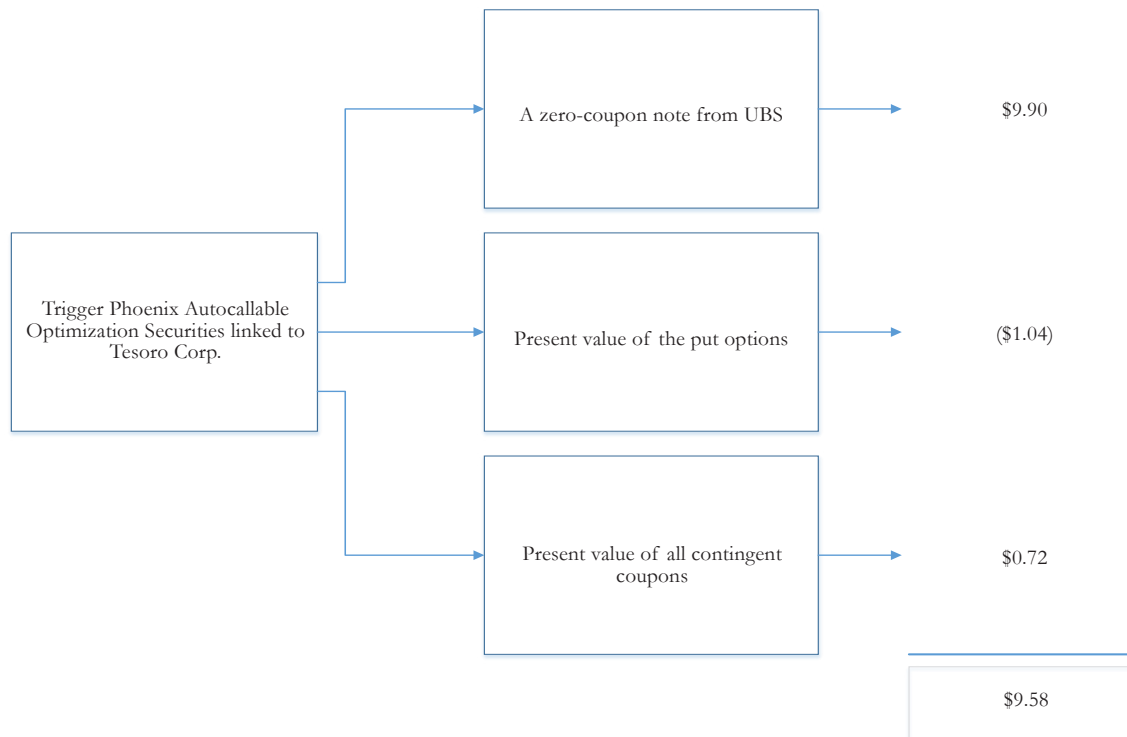 A zero-coupon note from UBS
$9.90
Trigger Phoenix Autocallable
Optimization Securities linked to
Tesoro Corp.
Present value of the put options
($1.04)
Present value of all contingent
coupons
$0.72
$9.58